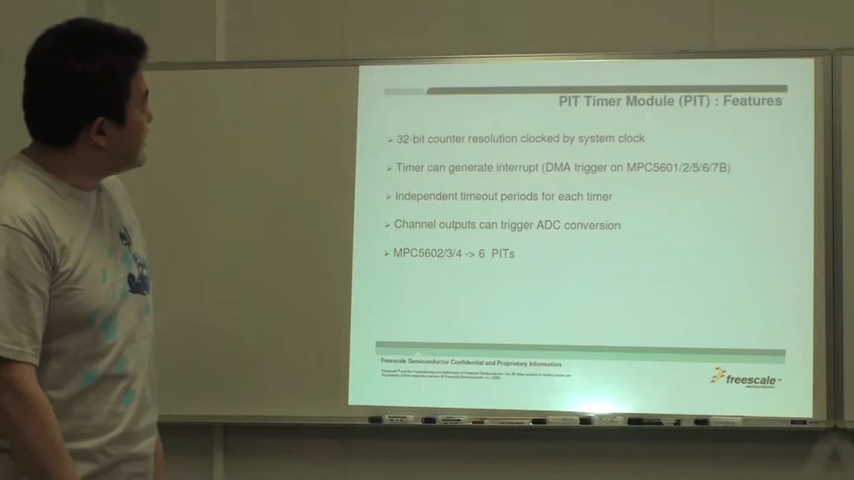 PIT Timer Module (PIT) : Features
➢ 32-bit counter resolution clocked by system clock
➢ Timer can generate interrupt (DMA trigger on MPC5601/2/5/6/7B)
➢ Independent timeout periods for each timer
➢ Channel outputs can trigger ADC conversion
➢ MPC5602/3/4 -> 6 PITs
Freescale Semiconductor Confidential and Proprietary Information
freescale™